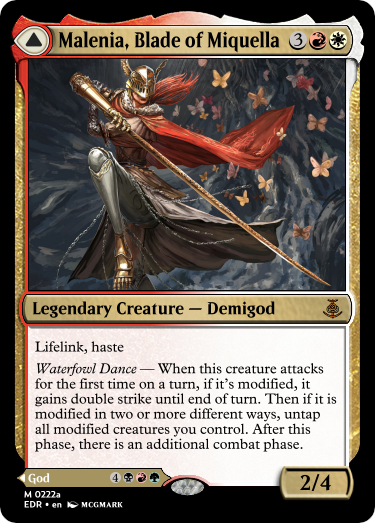 Malenia, Blade of Miquella 3
Legendary Creature — Demigod
Lifelink, haste
Waterfowl Dance — When this creature attacks
for the first time on a turn, if it's modified, it
gains double strike until end of turn. Then if it is
modified in two or more different ways, untap
all modified creatures you control. After this
phase, there is an additional combat phase.
God 4
2/4
M 0222a
EDR • en MCGMARK